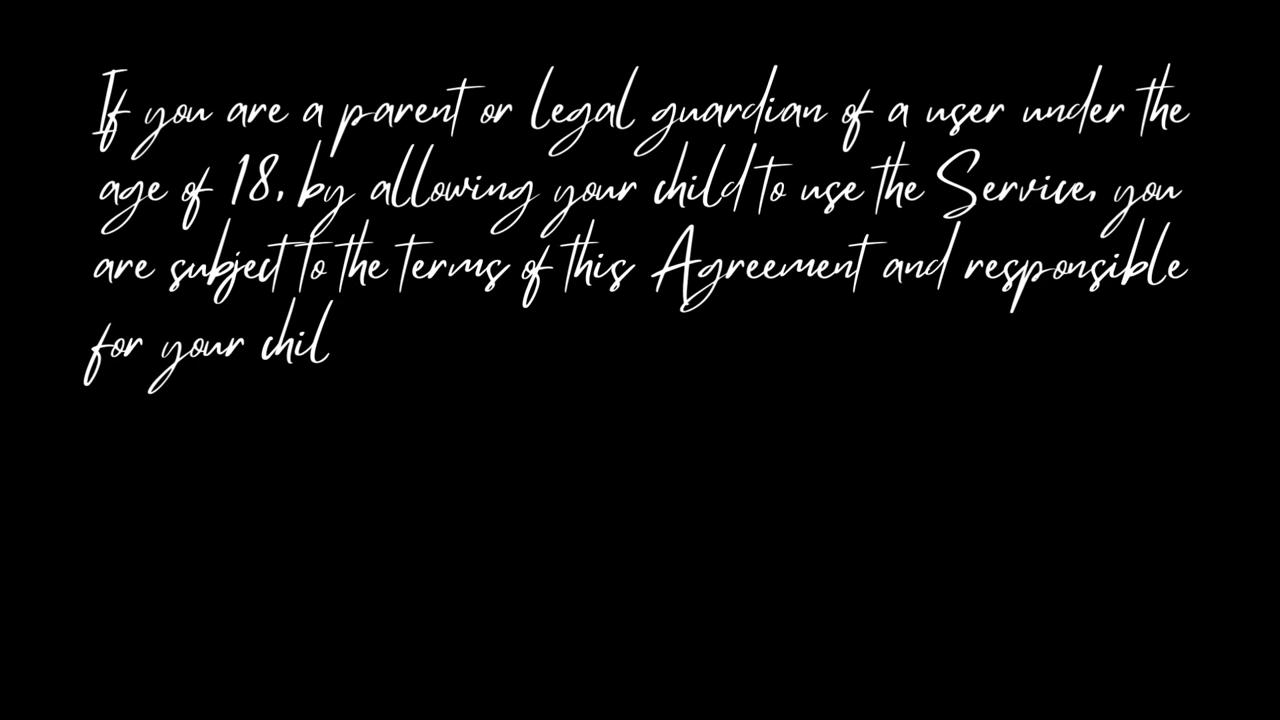 If you are a parent or legal guardian of a user under the
age of 18, by allowing your child to use the Service, you
are subject to the terms of this Agreement and responsible
for your chil